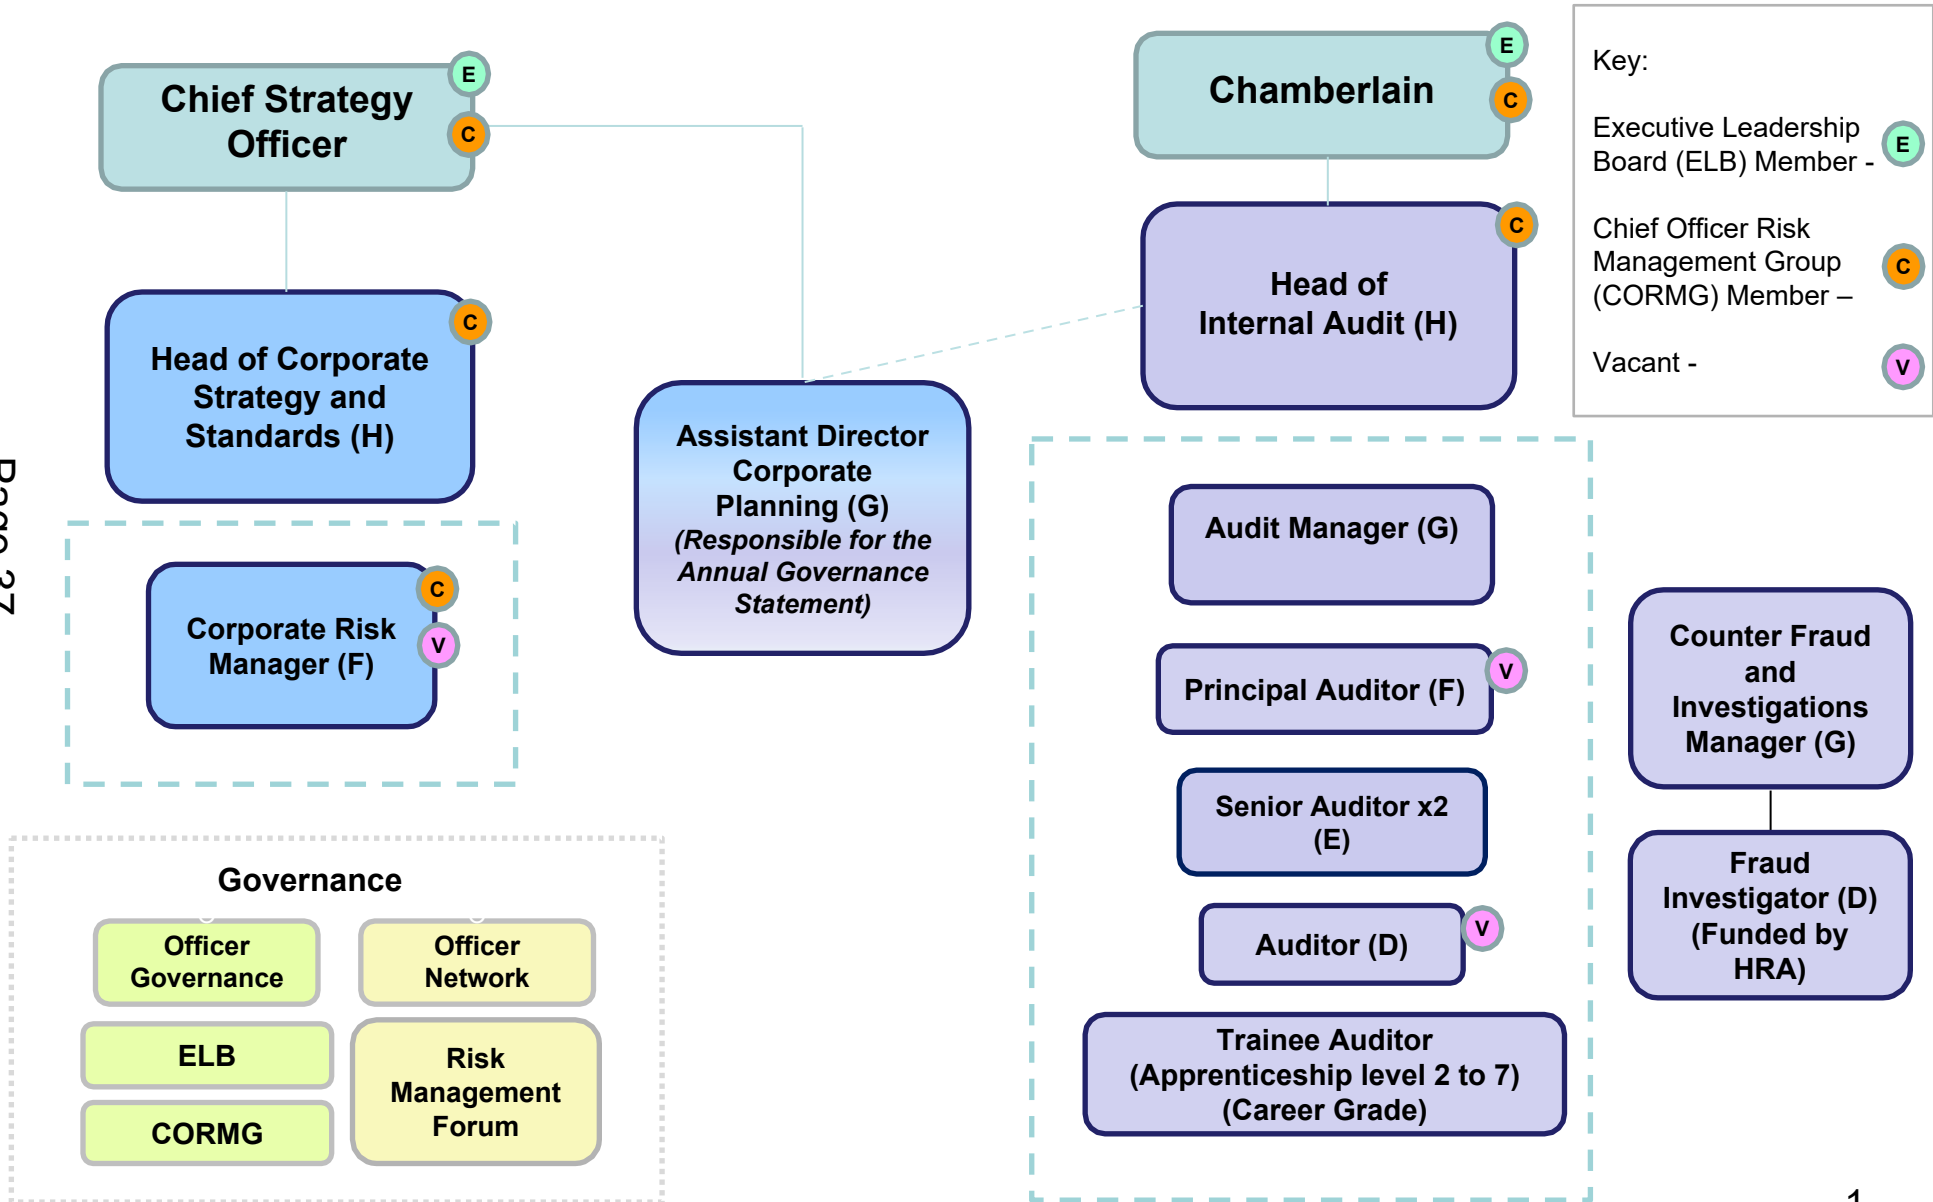 Chief Strategy
Officer
E
C
Chamberlain
E
C
Key:
Executive Leadership
Board (ELB) Member -
E
Chief Officer Risk
Management Group
(CORMG) Member –
C
Vacant -
V
Head of Corporate
Strategy and
Standards (H)
C
Head of
Internal Audit (H)
C
Assistant Director
Corporate
Planning (G)
(Responsible for the
Annual Governance
Statement)
Corporate Risk
Manager (F)
C
V
Audit Manager (G)
Principal Auditor (F)
V
Senior Auditor x2
(E)
Auditor (D)
V
Trainee Auditor
(Apprenticeship level 2 to 7)
(Career Grade)
Counter Fraud
and
Investigations
Manager (G)
Fraud
Investigator (D)
(Funded by
HRA)
Governance
Officer
Governance
Officer
Network
ELB
CORMG
Risk
Management
Forum
Page 37
1